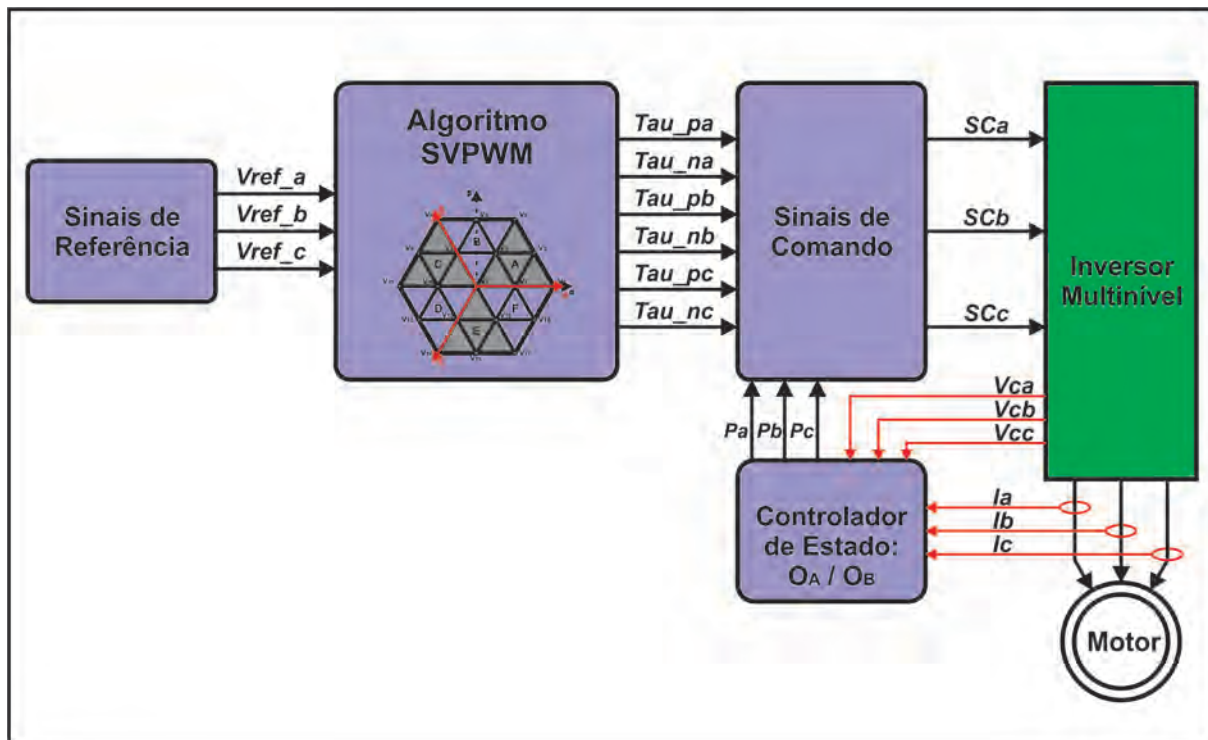 Algoritmo
SVPWM
Sinais de
Referência
Vref_a
Vref_b
Vref_c
B
A
C
D
F
E
Tau_pa
Tau_na
Tau_pb
Tau_nb
Tau_pc
Tau_nc
Sinais de
Comando
SCa
SCb
SCc
Inversor
Multinível
Vca
Vcb
Vcc
Pa Pb Pc
Controlador
de Estado:
OA / OB
Ia
Ib
Ic
Motor